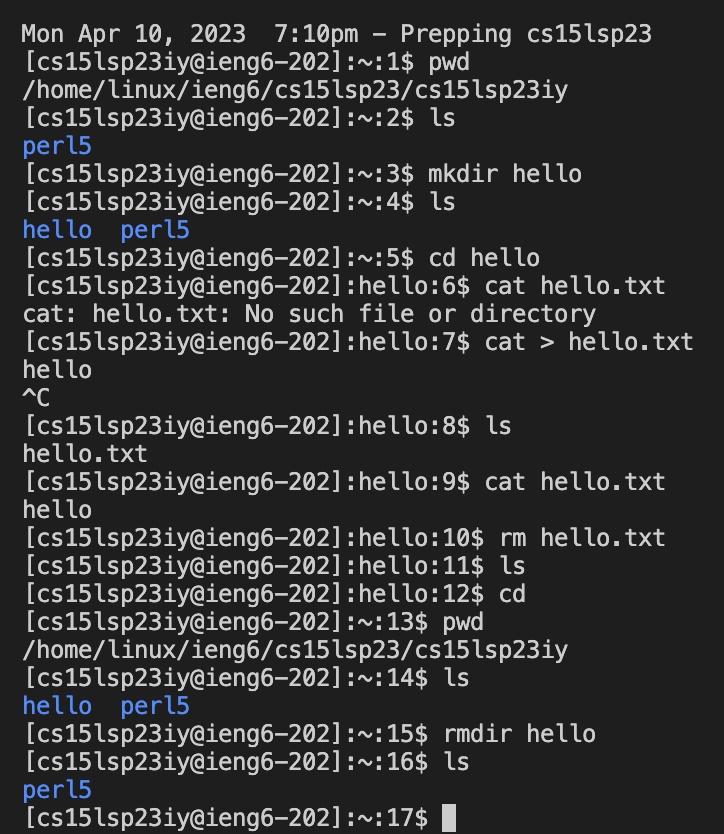 Mon Apr 10, 2023  7:10pm - Prepping cs15lsp23
[cs15lsp23iy@ieng6-202]:~:1$ pwd
/home/linux/ieng6/cs15lsp23/cs15lsp23iy
[cs15lsp23iy@ieng6-202]:~:2$ ls
perl5
[cs15lsp23iy@ieng6-202]:~:3$ mkdir hello
[cs15lsp23iy@ieng6-202]:~:4$ ls
hello  perl5
[cs15lsp23iy@ieng6-202]:~:5$ cd hello
[cs15lsp23iy@ieng6-202]:hello:6$ cat hello.txt
cat: hello.txt: No such file or directory
[cs15lsp23iy@ieng6-202]:hello:7$ cat > hello.txt
hello
^C
[cs15lsp23iy@ieng6-202]:hello:8$ ls
hello.txt
[cs15lsp23iy@ieng6-202]:hello:9$ cat hello.txt
hello
[cs15lsp23iy@ieng6-202]:hello:10$ rm hello.txt
[cs15lsp23iy@ieng6-202]:hello:11$ ls
[cs15lsp23iy@ieng6-202]:hello:12$ cd
[cs15lsp23iy@ieng6-202]:~:13$ pwd
/home/linux/ieng6/cs15lsp23/cs15lsp23iy
[cs15lsp23iy@ieng6-202]:~:14$ ls
hello  perl5
[cs15lsp23iy@ieng6-202]:~:15$ rmdir hello
[cs15lsp23iy@ieng6-202]:~:16$ ls
perl5
[cs15lsp23iy@ieng6-202]:~:17$